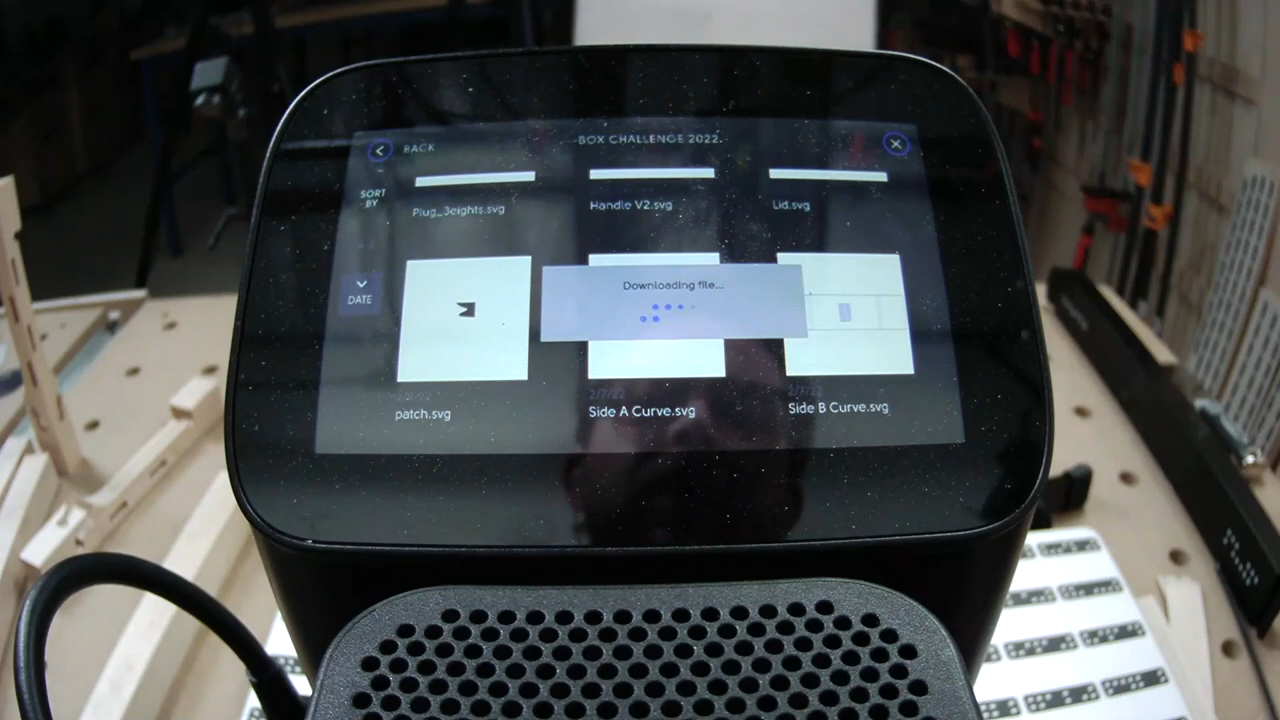 BACK
BOX CHALLENGE 2022.
SORT
BY
Plug_3eights.svg
Handle V2.svg
Lid.svg
DATE
Downloading file...
2/7/22
2/7/22
patch.svg
Side A Curve.svg
Side B Curve.svg